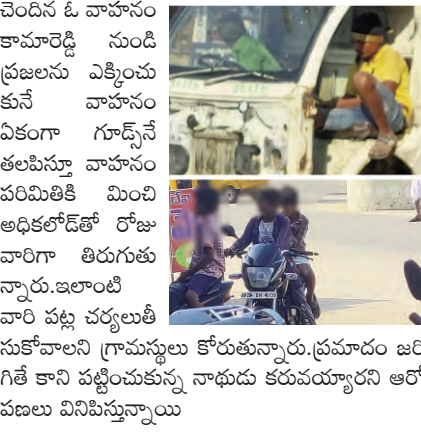 చెందిన ఓ వాహనం
కామారెడ్డి నుండి
ప్రజలను ఎక్కించు
కునే వాహనం
ఏకంగా గూడ్స్‌నే
తలపిస్తూ వాహనం
పరిమితికి మించి
అధికలోడ్‌తో రోజు
వారిగా తిరుగుతు
న్నారు.ఇలాంటి
వారి పట్ల చర్యలుతీ
సుకోవాలని గ్రామస్థులు కోరుతున్నారు.ప్రమాదం జరి
గితే కాని పట్టించుకున్న నాథుడు కరువయ్యారని ఆరో
పణలు వినిపిస్తున్నాయి